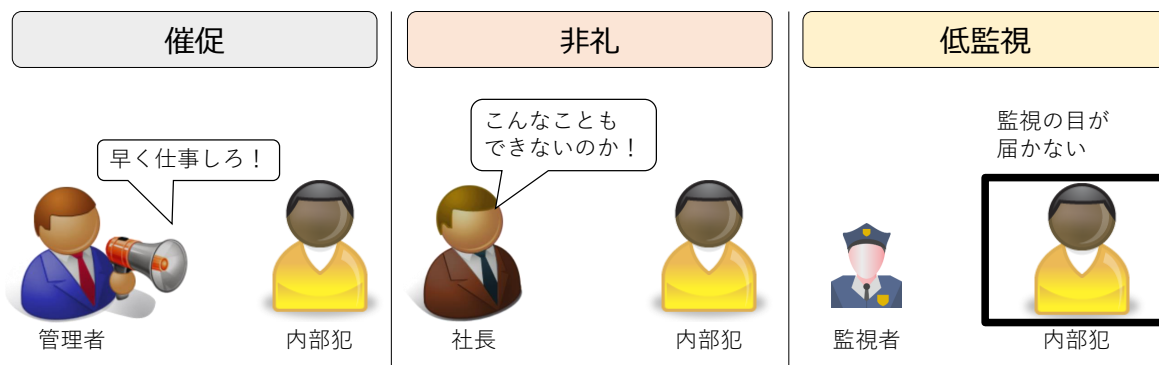 催促
早く仕事しろ！
管理者
内部犯
非礼
こんなことも
できないのか！
社長
内部犯
低監視
監視の目が
届かない
監視者
内部犯